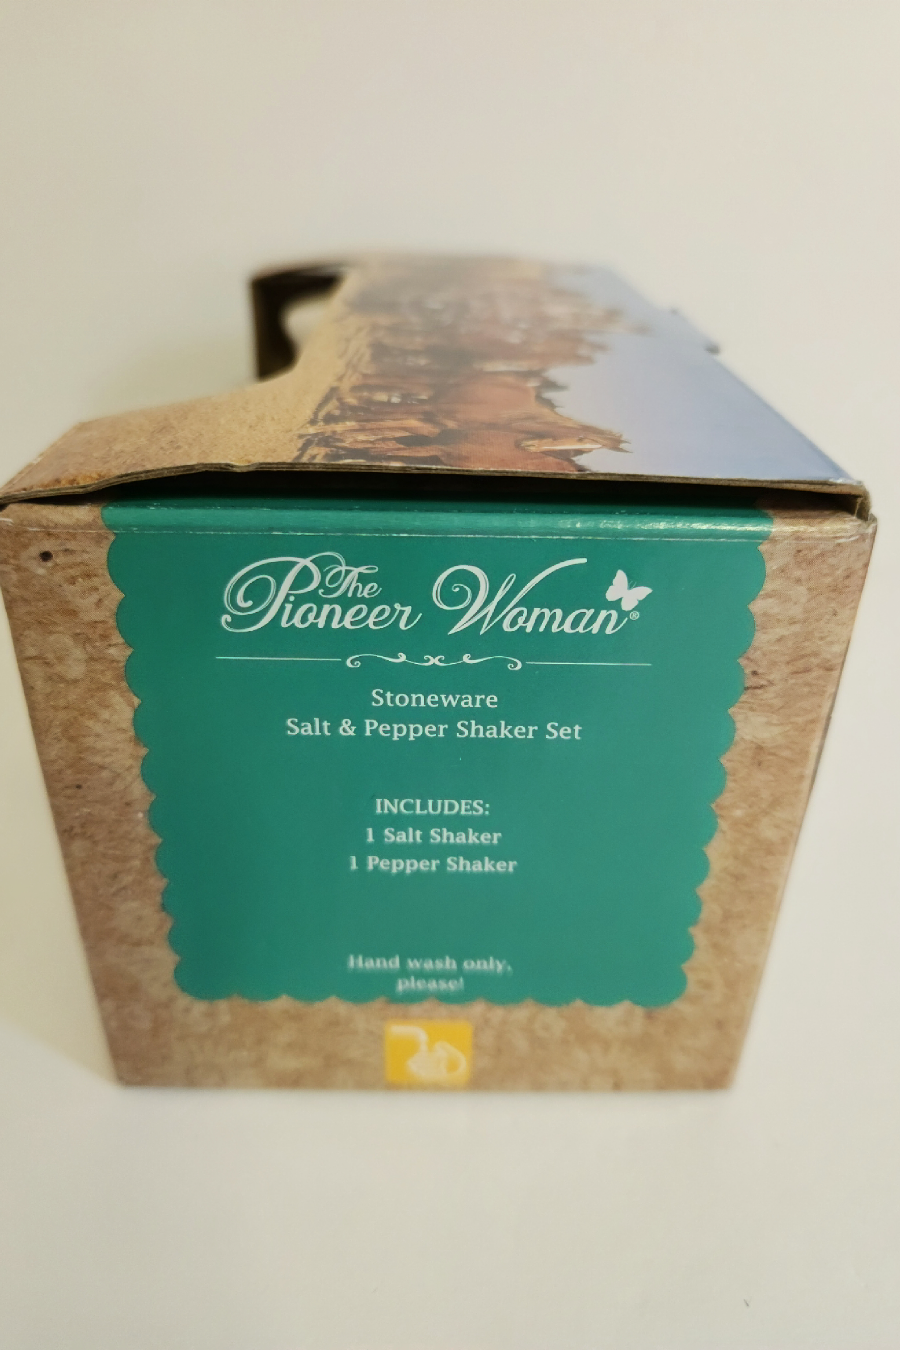 The
Pioneer Woman®
Stoneware
Salt & Pepper Shaker Set
INCLUDES:
1 Salt Shaker
1 Pepper Shaker
Hand wash only,
please!